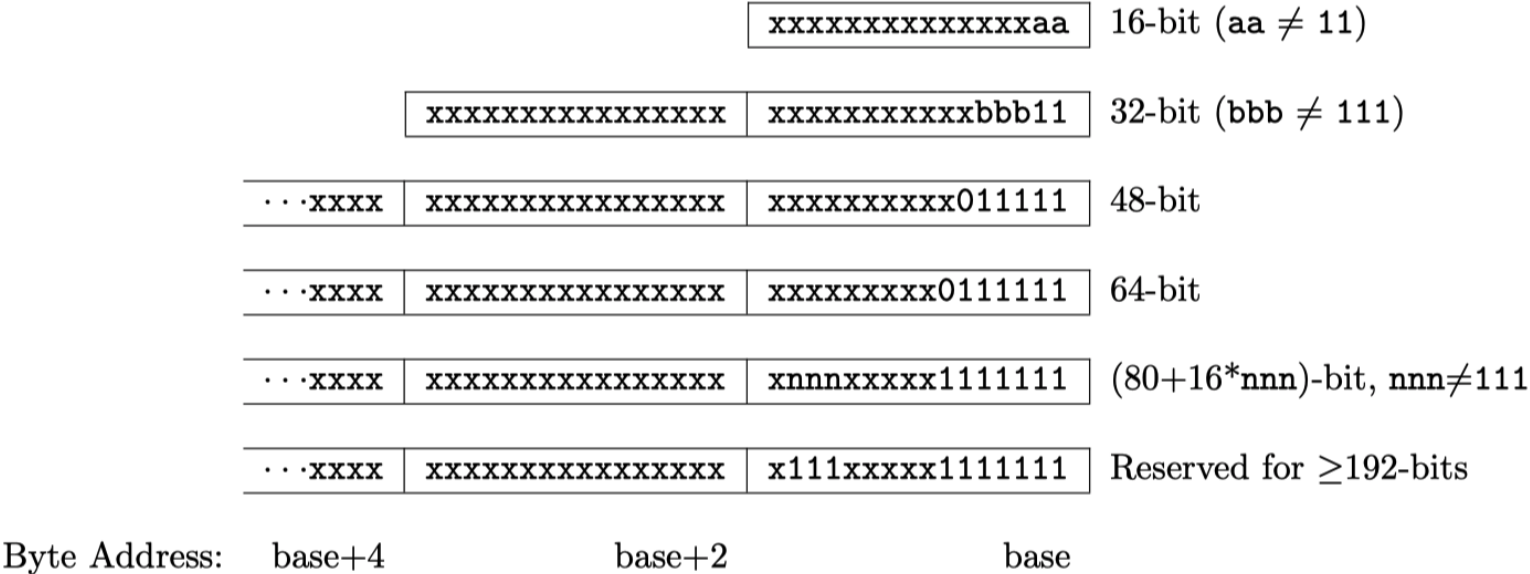 xxxxxxxxxxxxxxaa 16-bit (aa ≠ 11)
xxxxxxxxxxxxxxxx xxxxxxxxxxxbbb11 32-bit (bbb ≠ 111)
···xxxx xxxxxxxxxxxxxxxx xxxxxxxxxx011111 48-bit
···xxxx xxxxxxxxxxxxxxxx xxxxxxxxx0111111 64-bit
···xxxx xxxxxxxxxxxxxxxx xnnnxxxxx1111111 (80+16*nnn)-bit, nnn≠111
···xxxx xxxxxxxxxxxxxxxx x111xxxxx1111111 Reserved for ≥192-bits
Byte Address: base+4 base+2 base